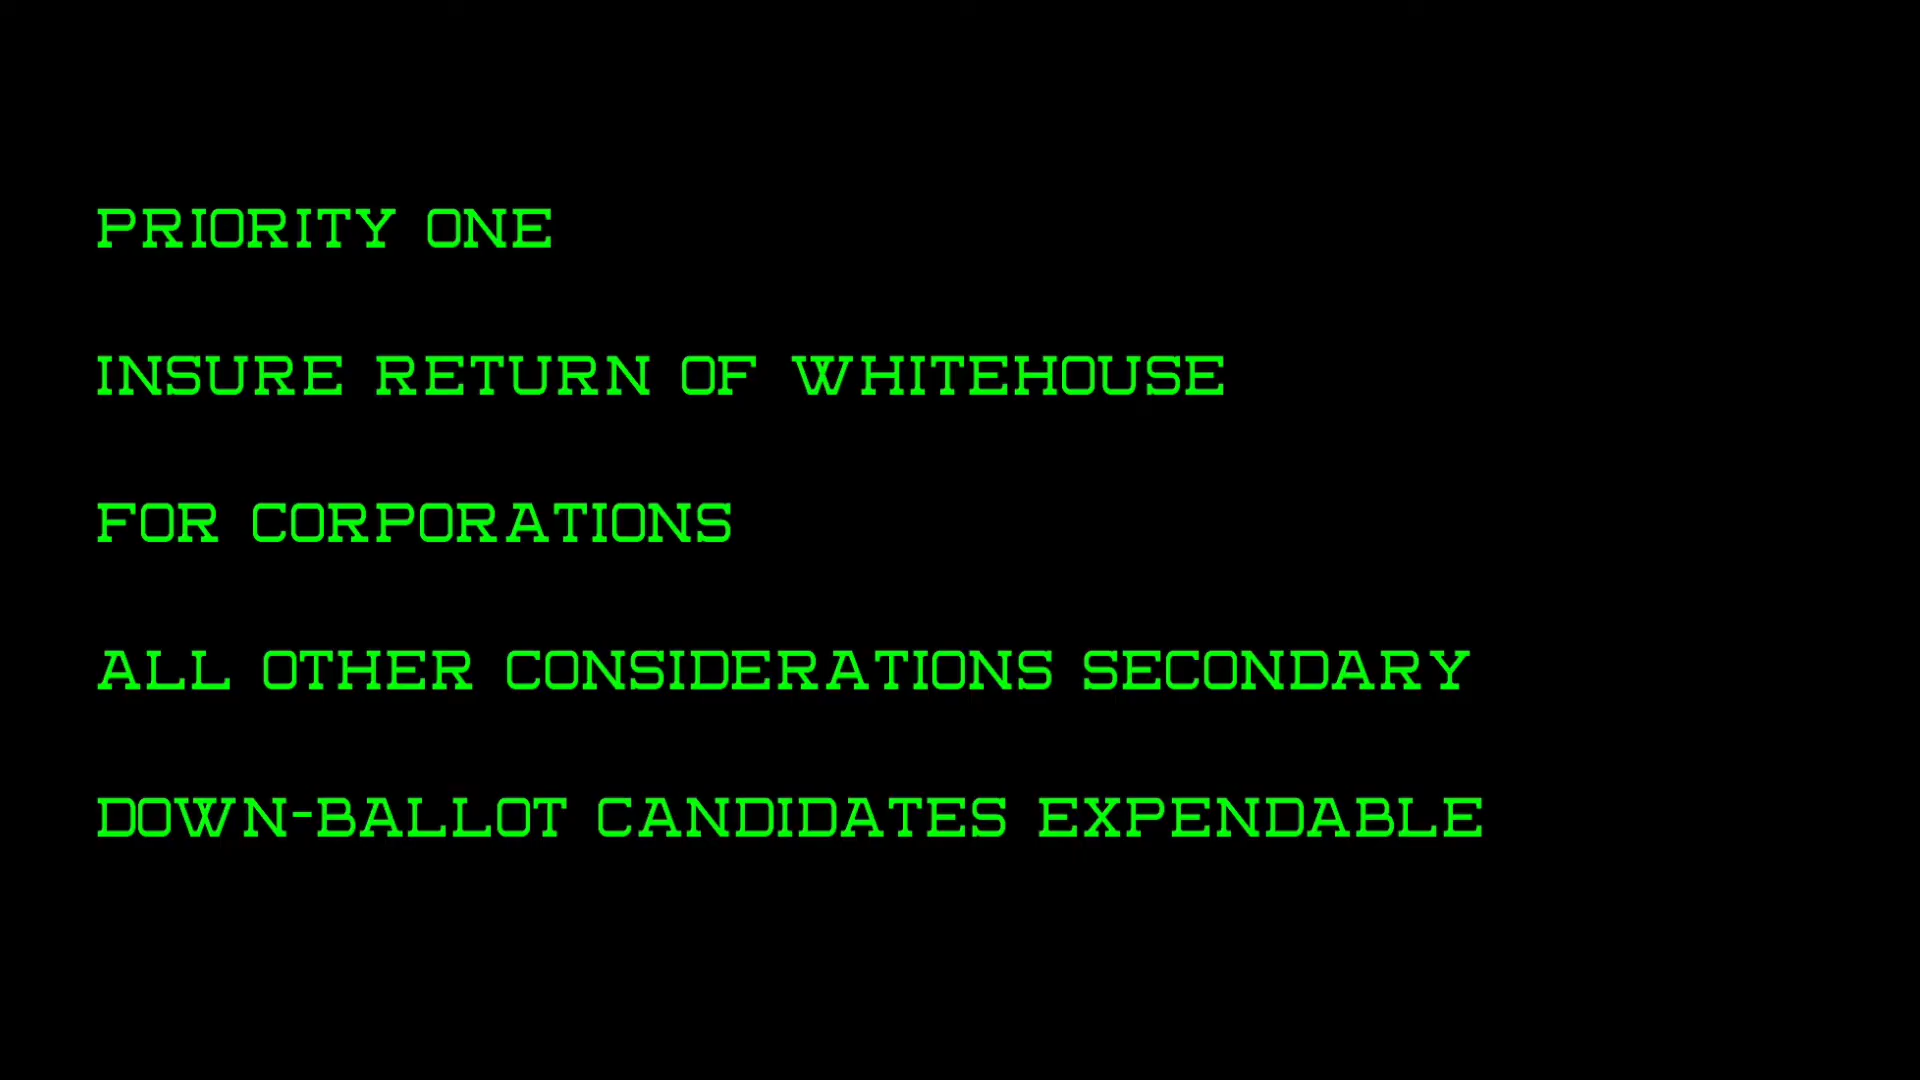 PRIORITY ONE
INSURE RETURN OF WHITEHOUSE
FOR CORPORATIONS
ALL OTHER CONSIDERATIONS SECONDARY
DOWN-BALLOT CANDIDATES EXPENDABLE